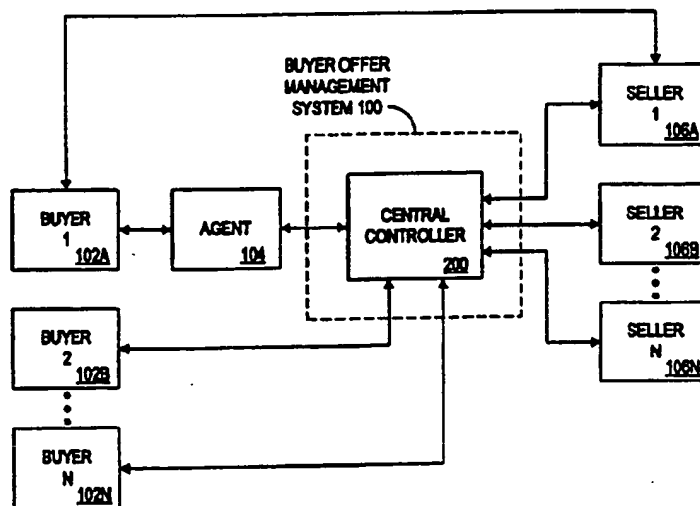 BUYER OFFER
MANAGEMENT
SYSTEM 100
SELLER
1
106A
BUYER
1
102A
AGENT
104
CENTRAL
CONTROLLER
200
SELLER
2
106B
BUYER
2
102B
SELLER
N
106N
BUYER
N
102N